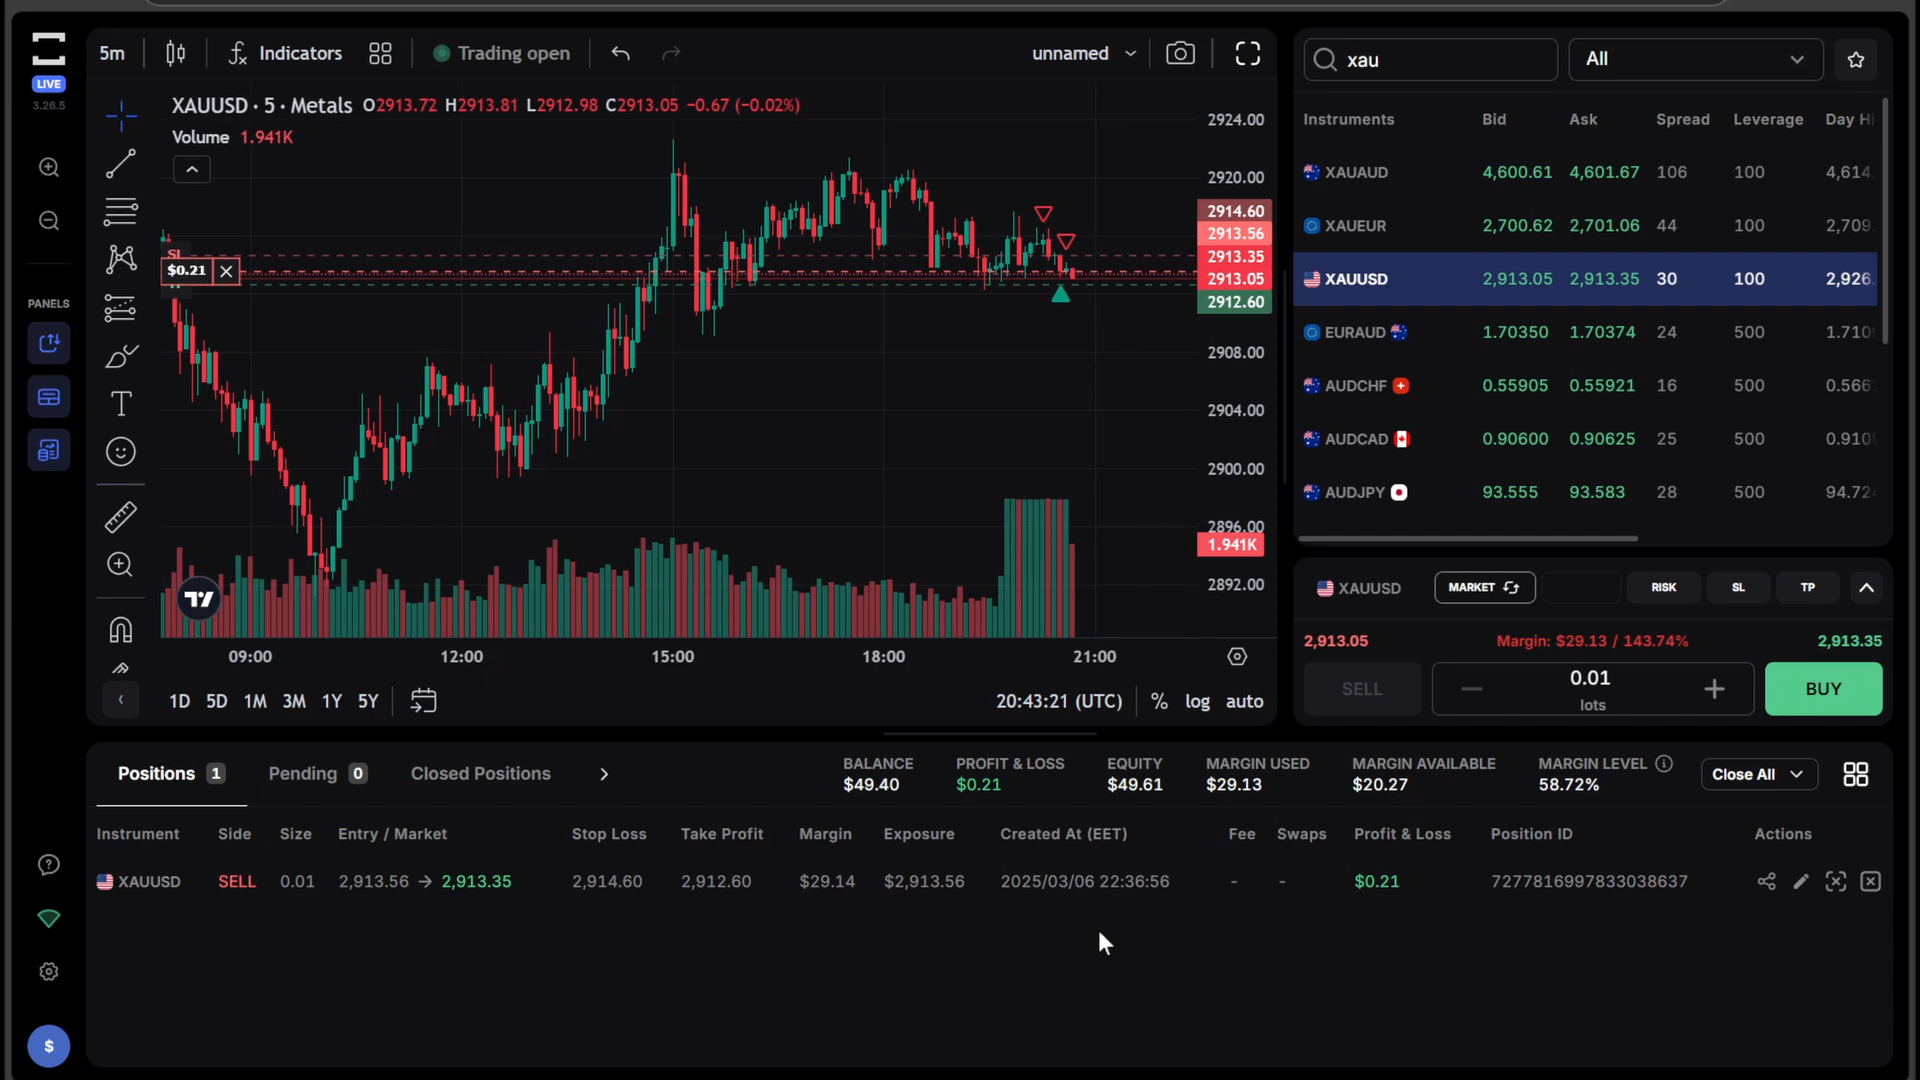 LIVE
3.26.5
PANELS
$
5m
Indicators
Trading open
unnamed
XAUUSD · 5 · Metals O2913.72 H2913.81 L2912.98 C2913.05 −0.67 (−0.02%)
Volume 1.941K
SL
$0.21
2924.00
2920.00
2914.60
2913.56
2913.35
2913.05
2912.60
2908.00
2904.00
2900.00
2896.00
1.941K
2892.00
09:00 12:00 15:00 18:00 21:00
1D 5D 1M 3M 1Y 5Y
20:43:21 (UTC) % log auto
xau
All
Instruments Bid Ask Spread Leverage Day Hi
XAUAUD 4,600.61 4,601.67 106 100 4,614.
XAUEUR 2,700.62 2,701.06 44 100 2,709.
XAUUSD 2,913.05 2,913.35 30 100 2,926.
EURAUD 1.70350 1.70374 24 500 1.710
AUDCHF 0.55905 0.55921 16 500 0.566
AUDCAD 0.90600 0.90625 25 500 0.910
AUDJPY 93.555 93.583 28 500 94.72
XAUUSD MARKET RISK SL TP
2,913.05 Margin: $29.13 / 143.74% 2,913.35
SELL 0.01 lots BUY
Positions 1 Pending 0 Closed Positions
BALANCE PROFIT & LOSS EQUITY MARGIN USED MARGIN AVAILABLE MARGIN LEVEL
$49.40 $0.21 $49.61 $29.13 $20.27 58.72%
Close All
Instrument Side Size Entry / Market Stop Loss Take Profit Margin Exposure Created At (EET) Fee Swaps Profit & Loss Position ID Actions
XAUUSD SELL 0.01 2,913.56 → 2,913.35 2,914.60 2,912.60 $29.14 $2,913.56 2025/03/06 22:36:56 - - $0.21 7277816997833038637